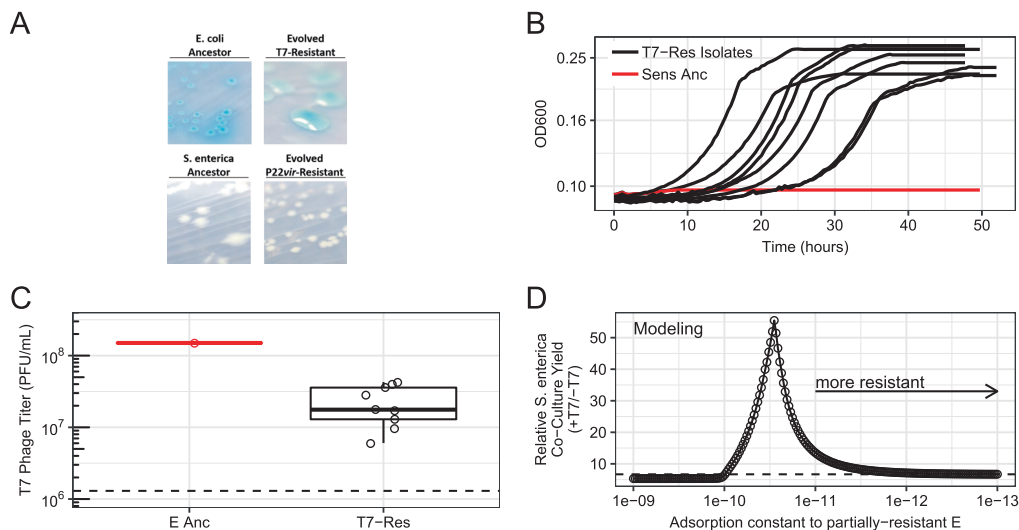 A
E. coli
Ancestor
Evolved
T7-Resistant
S. enterica
Ancestor
Evolved
P22vir-Resistant
B
OD600
0.25
0.16
0.10
T7−Res Isolates
Sens Anc
0
10
20
30
40
50
Time (hours)
C
T7 Phage Titer (PFU/mL)
10^8
10^7
10^6
E Anc
T7−Res
D
Relative S. enterica
Co−Culture Yield
(+T7/−T7)
50
40
30
20
10
Modeling
more resistant
1e−09
1e−10
1e−11
1e−12
1e−13
Adsorption constant to partially−resistant E